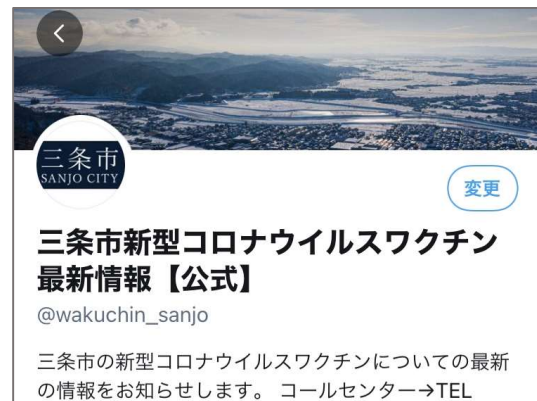 三条市
SANJO CITY
変更
三条市新型コロナウイルスワクチン
最新情報【公式】
@wakuchin_sanjo
三条市の新型コロナウイルスワクチンについての最新
の情報をお知らせします。 コールセンター→TEL